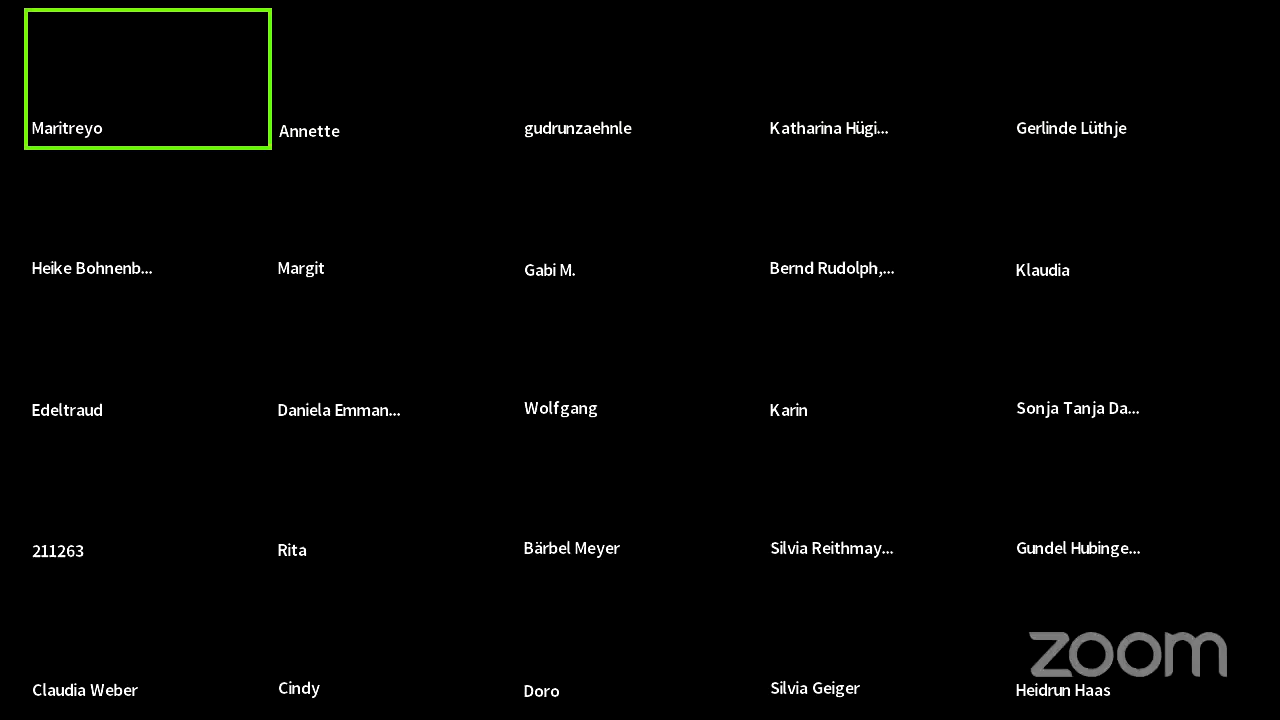 Maritreyo
Annette
gudrunzaehnle
Katharina Hügi...
Gerlinde Lüthje
Heike Bohnenb...
Margit
Gabi M.
Bernd Rudolph,...
Klaudia
Edeltraud
Daniela Emman...
Wolfgang
Karin
Sonja Tanja Da...
211263
Rita
Bärbel Meyer
Silvia Reithmay...
Gundel Hubinge...
zoom
Claudia Weber
Cindy
Doro
Silvia Geiger
Heidrun Haas